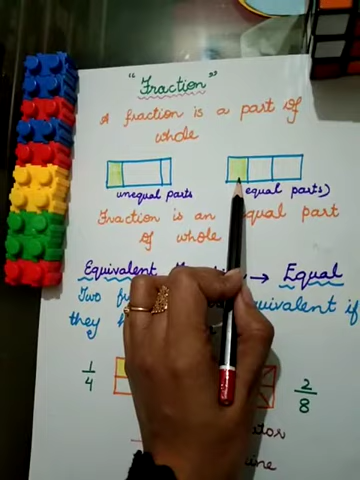 "Fraction"
A fraction is a part of
whole
unequal parts equal parts)
Fraction is an equal part
of whole
Equivalent → Equal
Two equivalent if
they
1/4 2/8